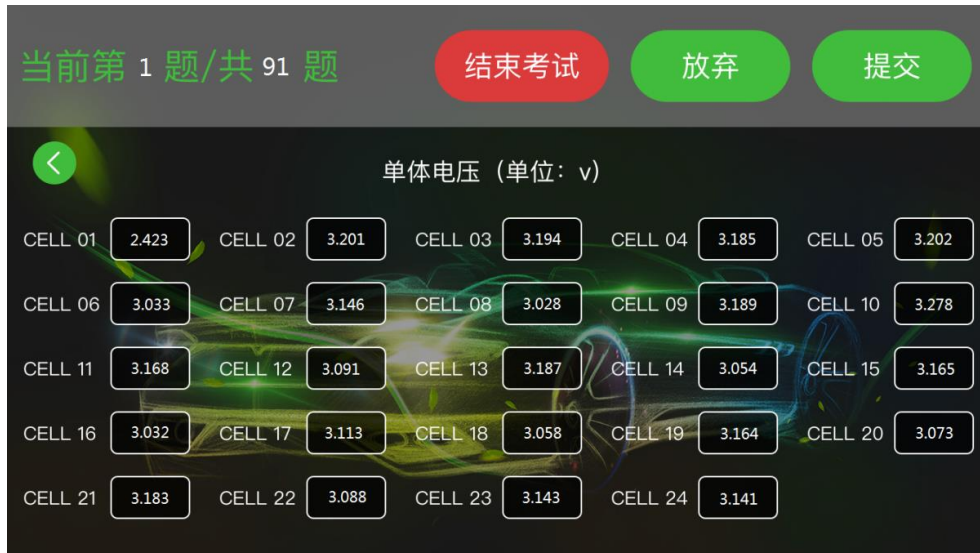 当前第 1 题/共 91 题 结束考试 放弃 提交
单体电压（单位：v）
CELL 01 2.423 CELL 02 3.201 CELL 03 3.194 CELL 04 3.185 CELL 05 3.202
CELL 06 3.033 CELL 07 3.146 CELL 08 3.028 CELL 09 3.189 CELL 10 3.278
CELL 11 3.168 CELL 12 3.091 CELL 13 3.187 CELL 14 3.054 CELL 15 3.165
CELL 16 3.032 CELL 17 3.113 CELL 18 3.058 CELL 19 3.164 CELL 20 3.073
CELL 21 3.183 CELL 22 3.088 CELL 23 3.143 CELL 24 3.141